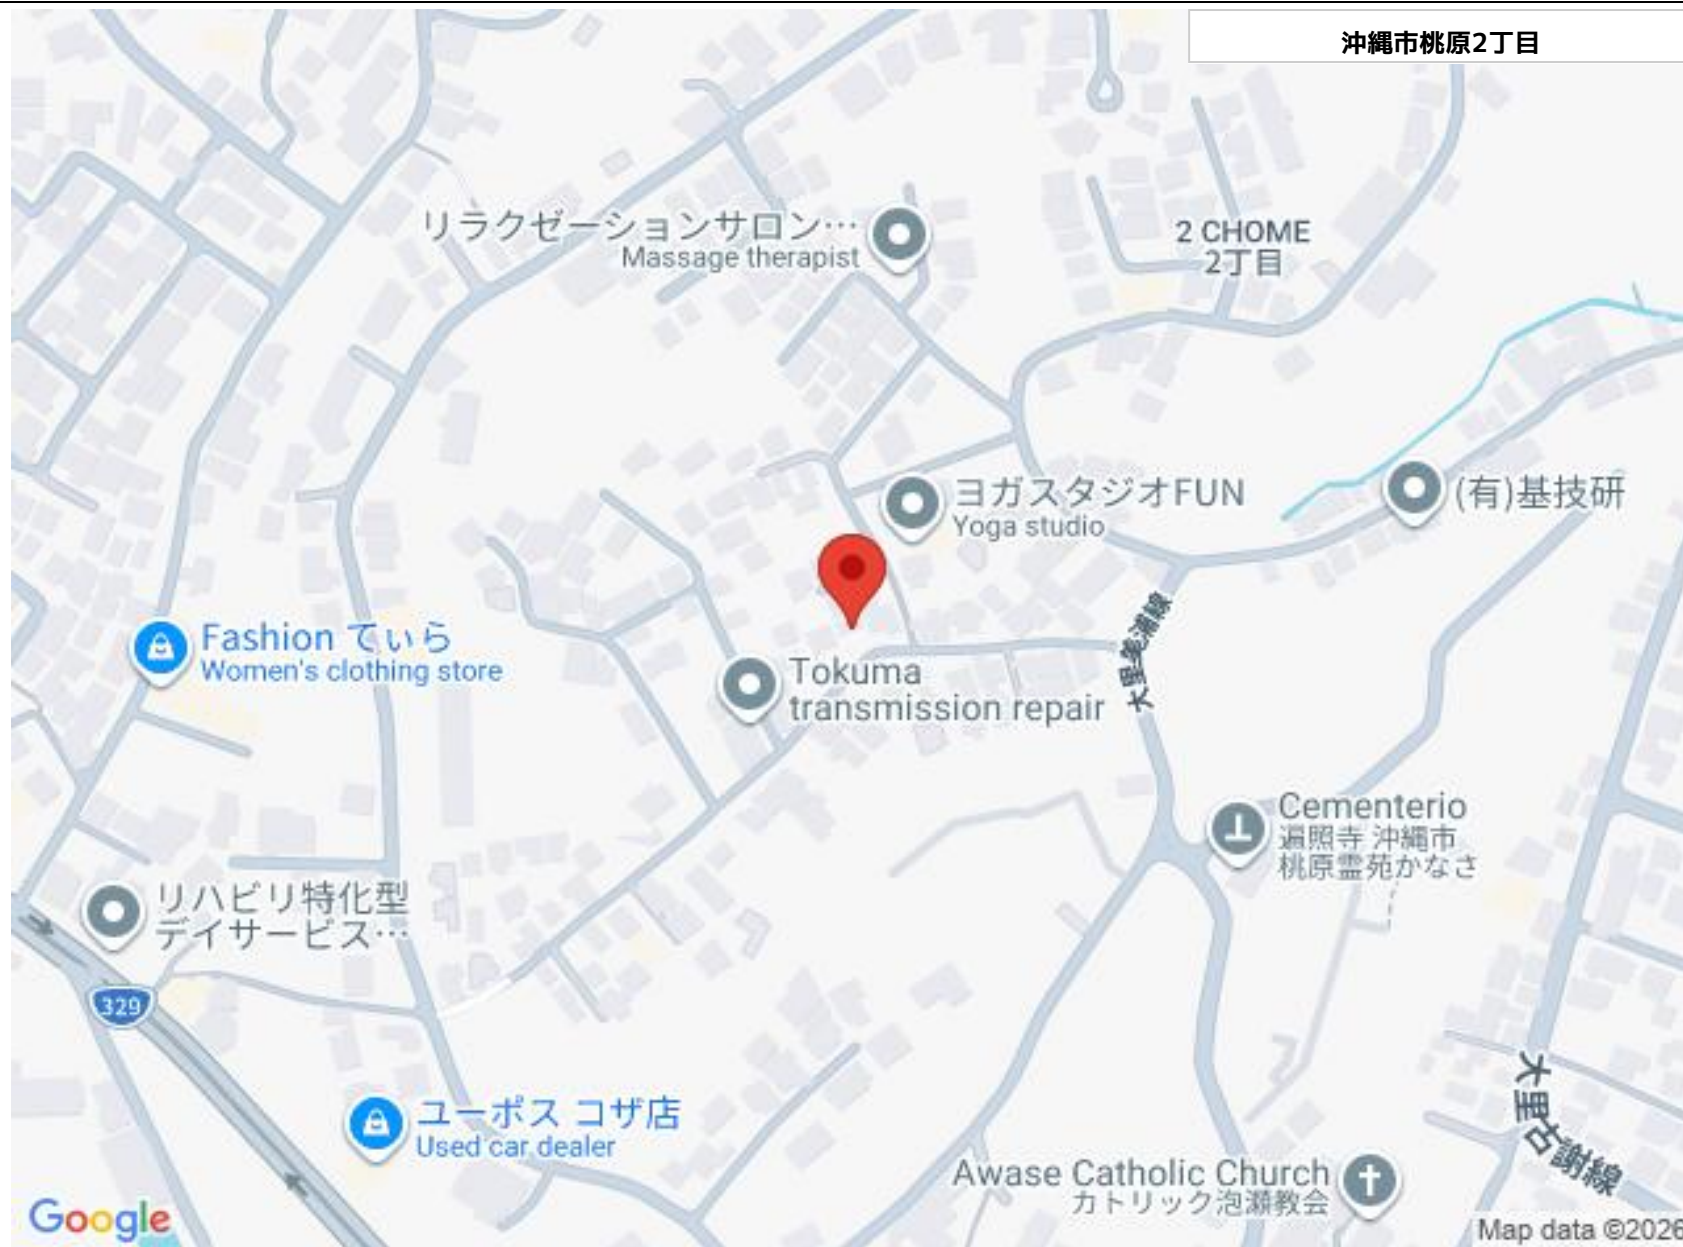 沖縄市桃原2丁目
リラクゼーションサロン…
Massage therapist
2 CHOME
2丁目
ヨガスタジオFUN
Yoga studio
(有)基技研
大里美浦線
Fashion てぃら
Women's clothing store
Tokuma
transmission repair
Cementerio
遍照寺 沖縄市
桃原霊苑かなさ
リハビリ特化型
デイサービス…
329
大里古謝線
ユーポス コザ店
Used car dealer
Awase Catholic Church
カトリック泡瀬教会
Google
Map data ©2026